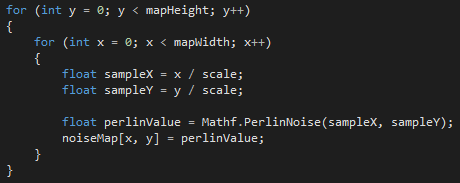 for (int y = 0; y < mapHeight; y++)
{
    for (int x = 0; x < mapWidth; x++)
    {
        float sampleX = x / scale;
        float sampleY = y / scale;

        float perlinValue = Mathf.PerlinNoise(sampleX, sampleY);
        noiseMap[x, y] = perlinValue;
    }
}